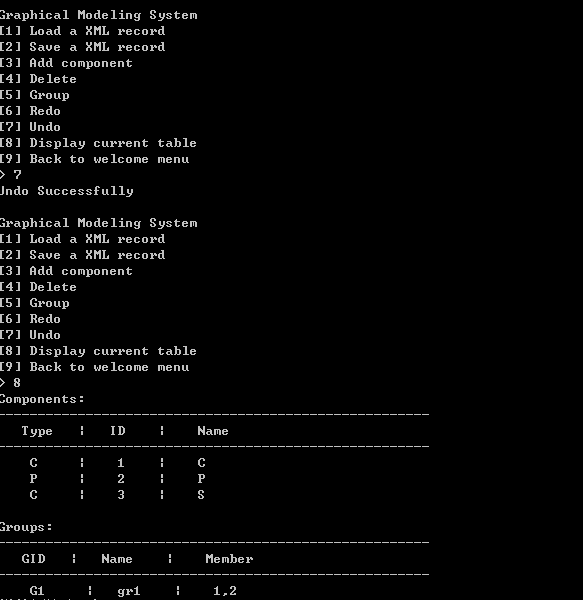 Graphical Modeling System
[1] Load a XML record
[2] Save a XML record
[3] Add component
[4] Delete
[5] Group
[6] Redo
[7] Undo
[8] Display current table
[9] Back to welcome menu
> 7
Undo Successfully
Graphical Modeling System
[1] Load a XML record
[2] Save a XML record
[3] Add component
[4] Delete
[5] Group
[6] Redo
[7] Undo
[8] Display current table
[9] Back to welcome menu
> 8
Components:
--------------------------------------------------------
Type | ID | Name
--------------------------------------------------------
C | 1 | C
P | 2 | P
C | 3 | S
Groups:
--------------------------------------------------------
GID | Name | Member
--------------------------------------------------------
G1 | gr1 | 1,2